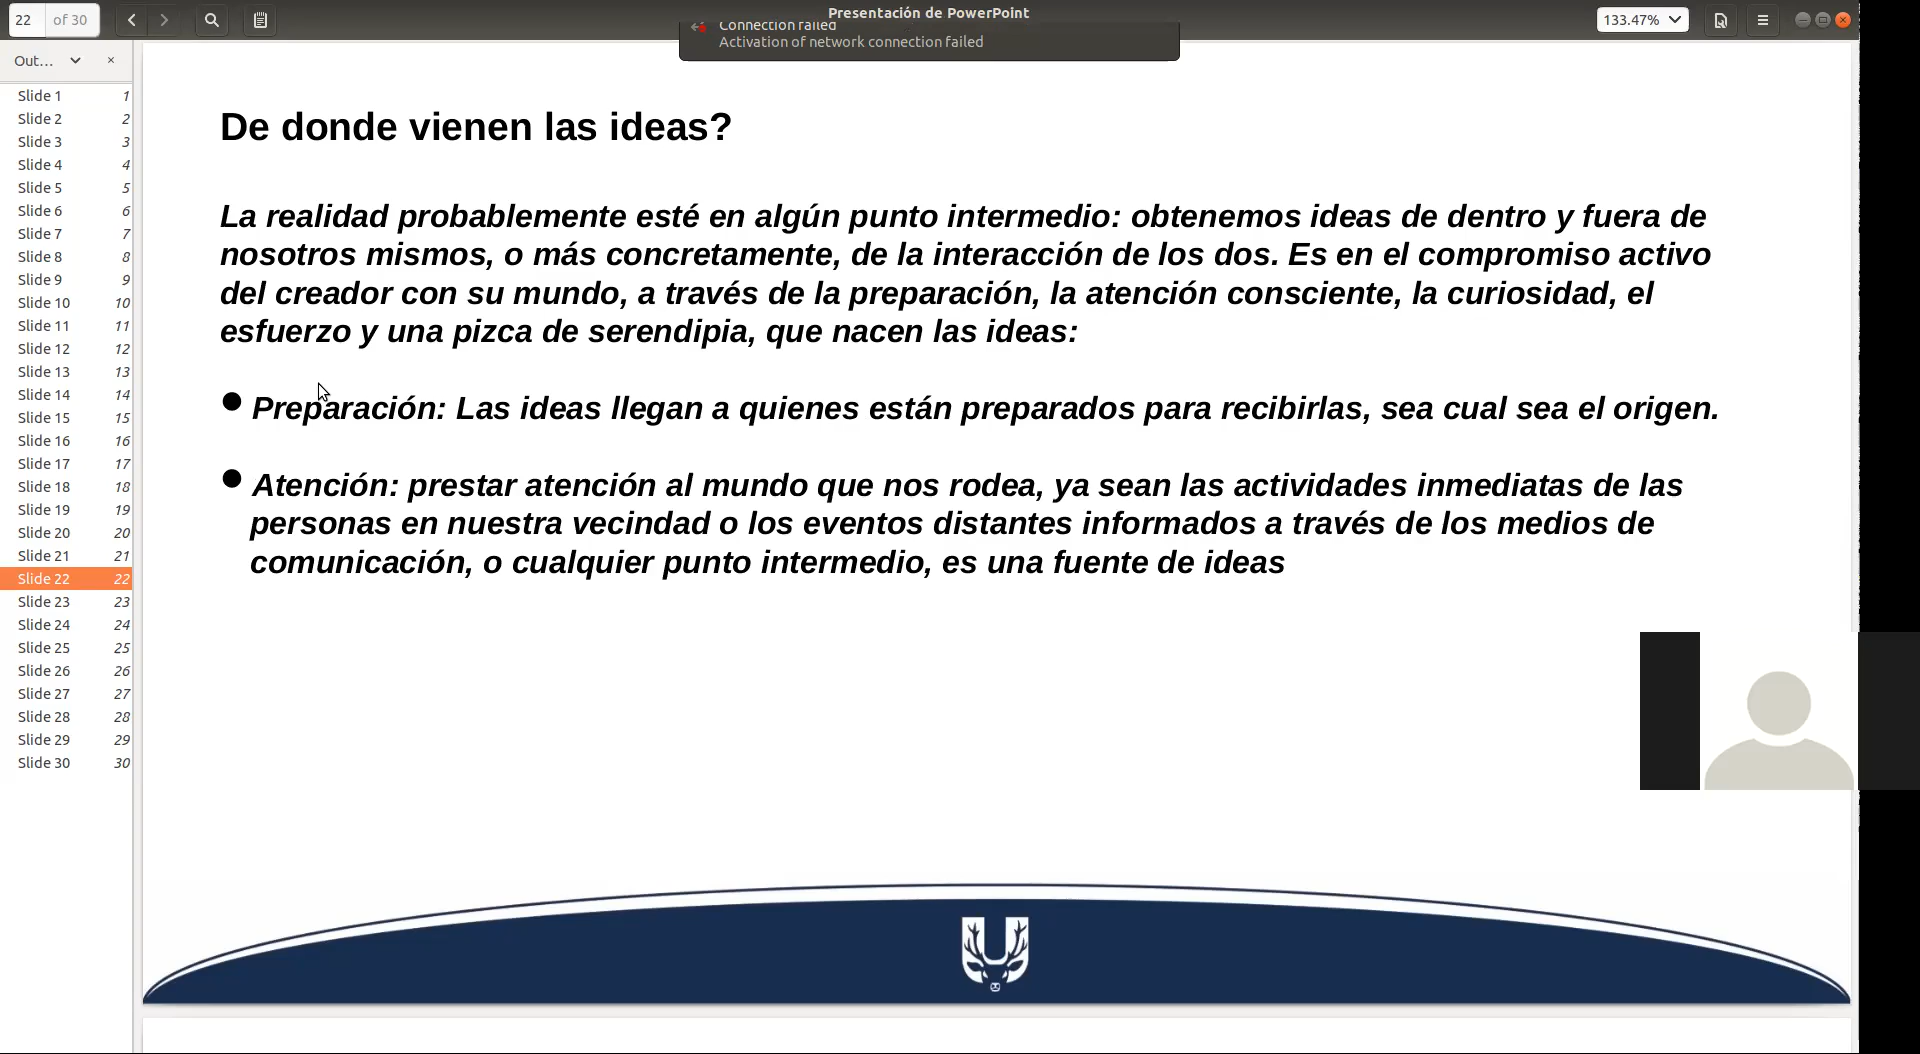 22 of 30
Presentación de PowerPoint
133.47%
Connection failed
Activation of network connection failed
Out...
Slide 1 1
Slide 2 2
Slide 3 3
Slide 4 4
Slide 5 5
Slide 6 6
Slide 7 7
Slide 8 8
Slide 9 9
Slide 10 10
Slide 11 11
Slide 12 12
Slide 13 13
Slide 14 14
Slide 15 15
Slide 16 16
Slide 17 17
Slide 18 18
Slide 19 19
Slide 20 20
Slide 21 21
Slide 22 22
Slide 23 23
Slide 24 24
Slide 25 25
Slide 26 26
Slide 27 27
Slide 28 28
Slide 29 29
Slide 30 30
De donde vienen las ideas?
La realidad probablemente esté en algún punto intermedio: obtenemos ideas de dentro y fuera de
nosotros mismos, o más concretamente, de la interacción de los dos. Es en el compromiso activo
del creador con su mundo, a través de la preparación, la atención consciente, la curiosidad, el
esfuerzo y una pizca de serendipia, que nacen las ideas:
● Preparación: Las ideas llegan a quienes están preparados para recibirlas, sea cual sea el origen.
● Atención: prestar atención al mundo que nos rodea, ya sean las actividades inmediatas de las
personas en nuestra vecindad o los eventos distantes informados a través de los medios de
comunicación, o cualquier punto intermedio, es una fuente de ideas
U